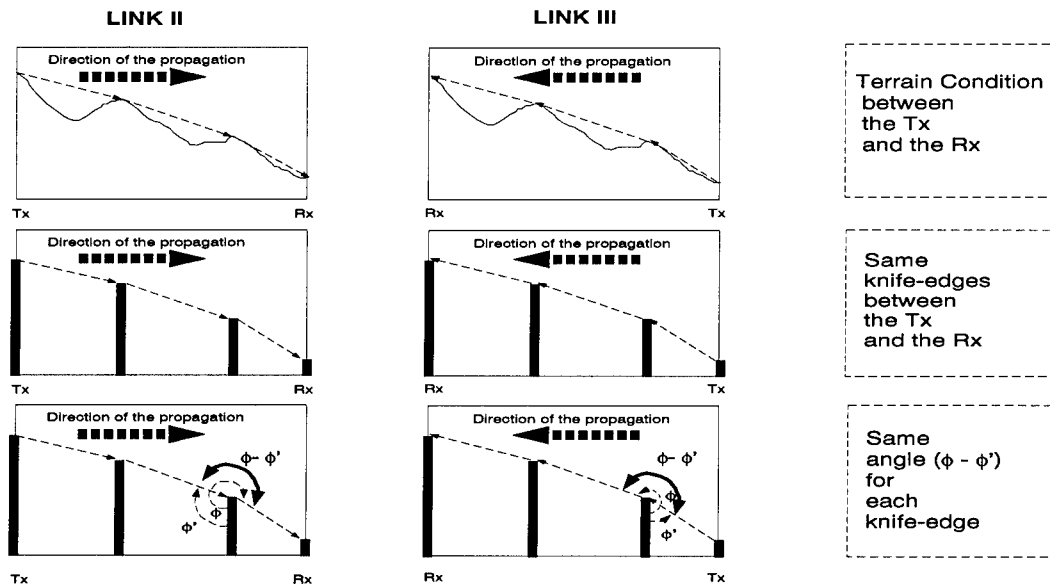 LINK II
LINK III
Direction of the propagation
Direction of the propagation
Terrain Condition
between
the Tx
and the Rx
Tx
Rx
Rx
Tx
Direction of the propagation
Direction of the propagation
Same
knife-edges
between
the Tx
and the Rx
Tx
Rx
Rx
Tx
Direction of the propagation
Direction of the propagation
ϕ- ϕ'
ϕ- ϕ'
ϕ
ϕ'
ϕ
ϕ'
Same
angle (ϕ - ϕ')
for
each
knife-edge
Tx
Rx
Rx
Tx